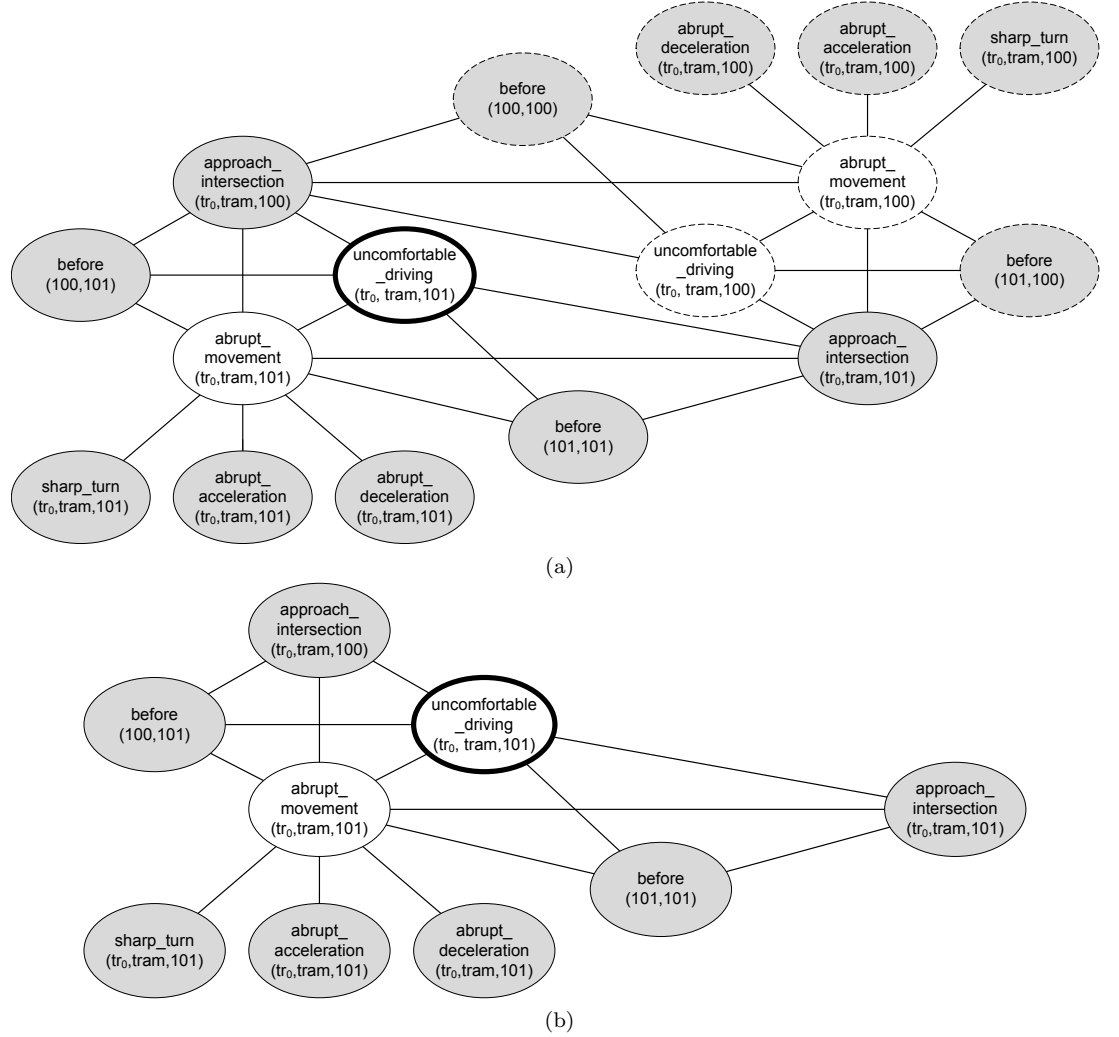 abrupt_
deceleration
(tr₀,tram,100)
abrupt_
acceleration
(tr₀,tram,100)
sharp_turn
(tr₀,tram,100)
before
(100,100)
approach_
intersection
(tr₀,tram,100)
abrupt_
movement
(tr₀,tram,100)
before
(100,101)
uncomfortable
_driving
(tr₀, tram,101)
uncomfortable
_driving
(tr₀, tram,100)
before
(101,100)
abrupt_
movement
(tr₀,tram,101)
approach_
intersection
(tr₀,tram,101)
before
(101,101)
sharp_turn
(tr₀,tram,101)
abrupt_
acceleration
(tr₀,tram,101)
abrupt_
deceleration
(tr₀,tram,101)
(a)
approach_
intersection
(tr₀,tram,100)
before
(100,101)
uncomfortable
_driving
(tr₀, tram,101)
abrupt_
movement
(tr₀,tram,101)
approach_
intersection
(tr₀,tram,101)
before
(101,101)
sharp_turn
(tr₀,tram,101)
abrupt_
acceleration
(tr₀,tram,101)
abrupt_
deceleration
(tr₀,tram,101)
(b)